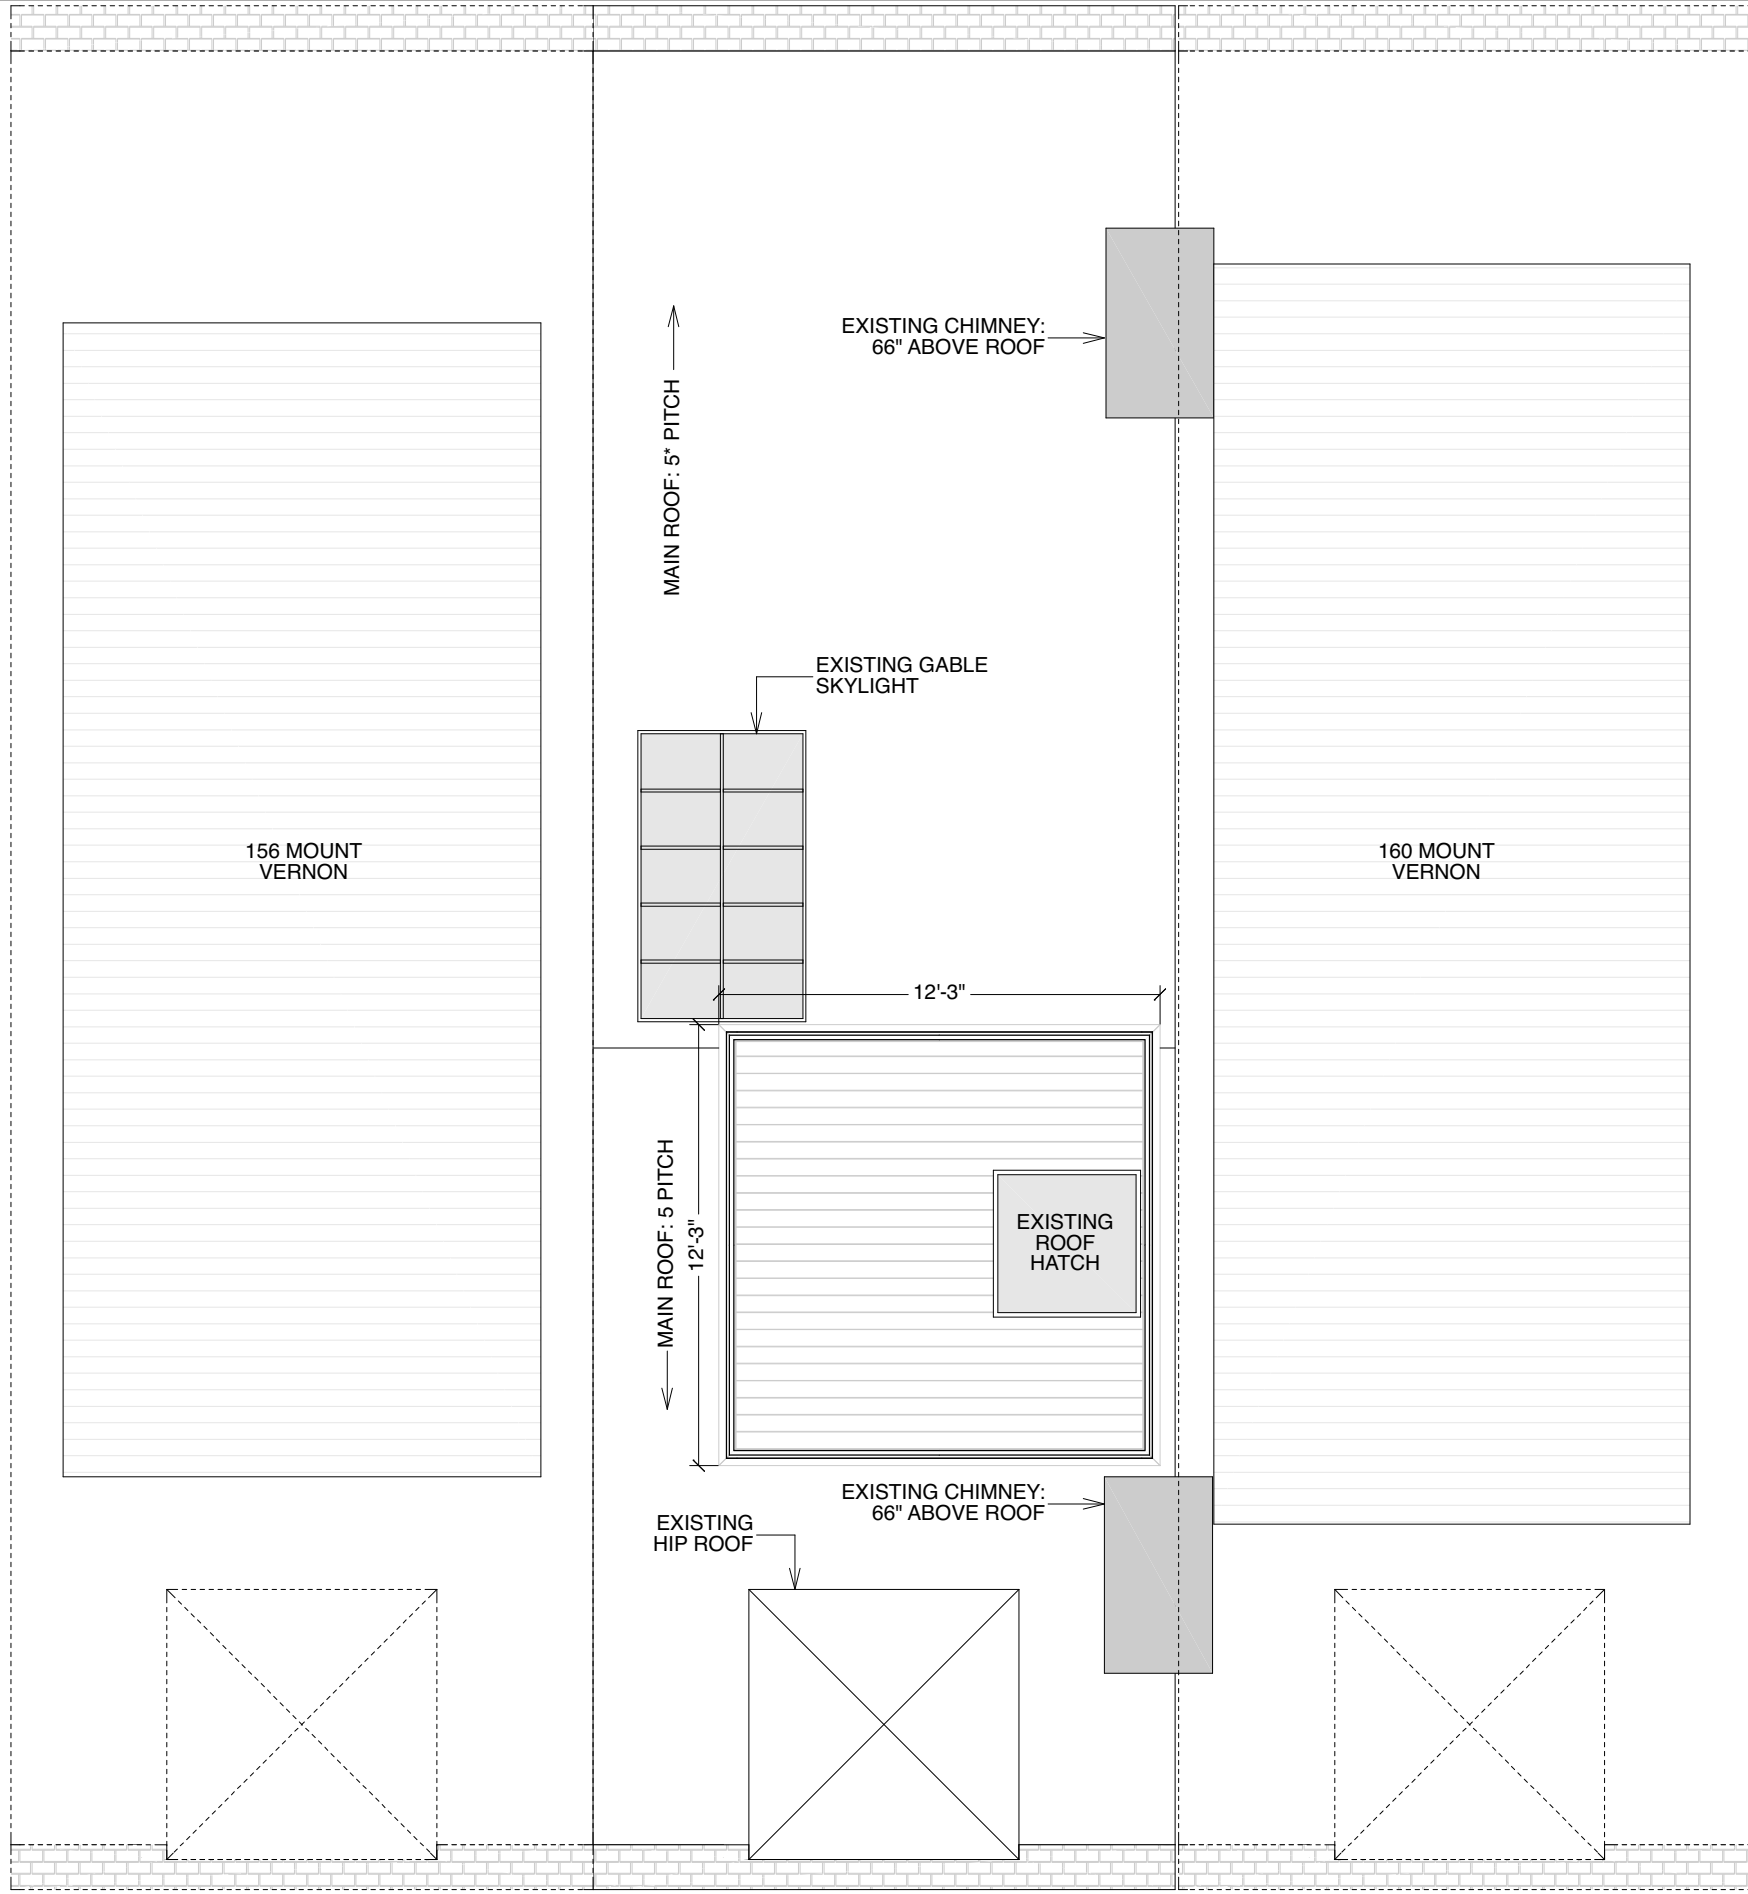 EXISTING CHIMNEY:
66" ABOVE ROOF
MAIN ROOF: 5* PITCH
EXISTING GABLE
SKYLIGHT
156 MOUNT
VERNON
160 MOUNT
VERNON
12'-3"
MAIN ROOF: 5 PITCH
12'-3"
EXISTING
ROOF
HATCH
EXISTING CHIMNEY:
66" ABOVE ROOF
EXISTING
HIP ROOF